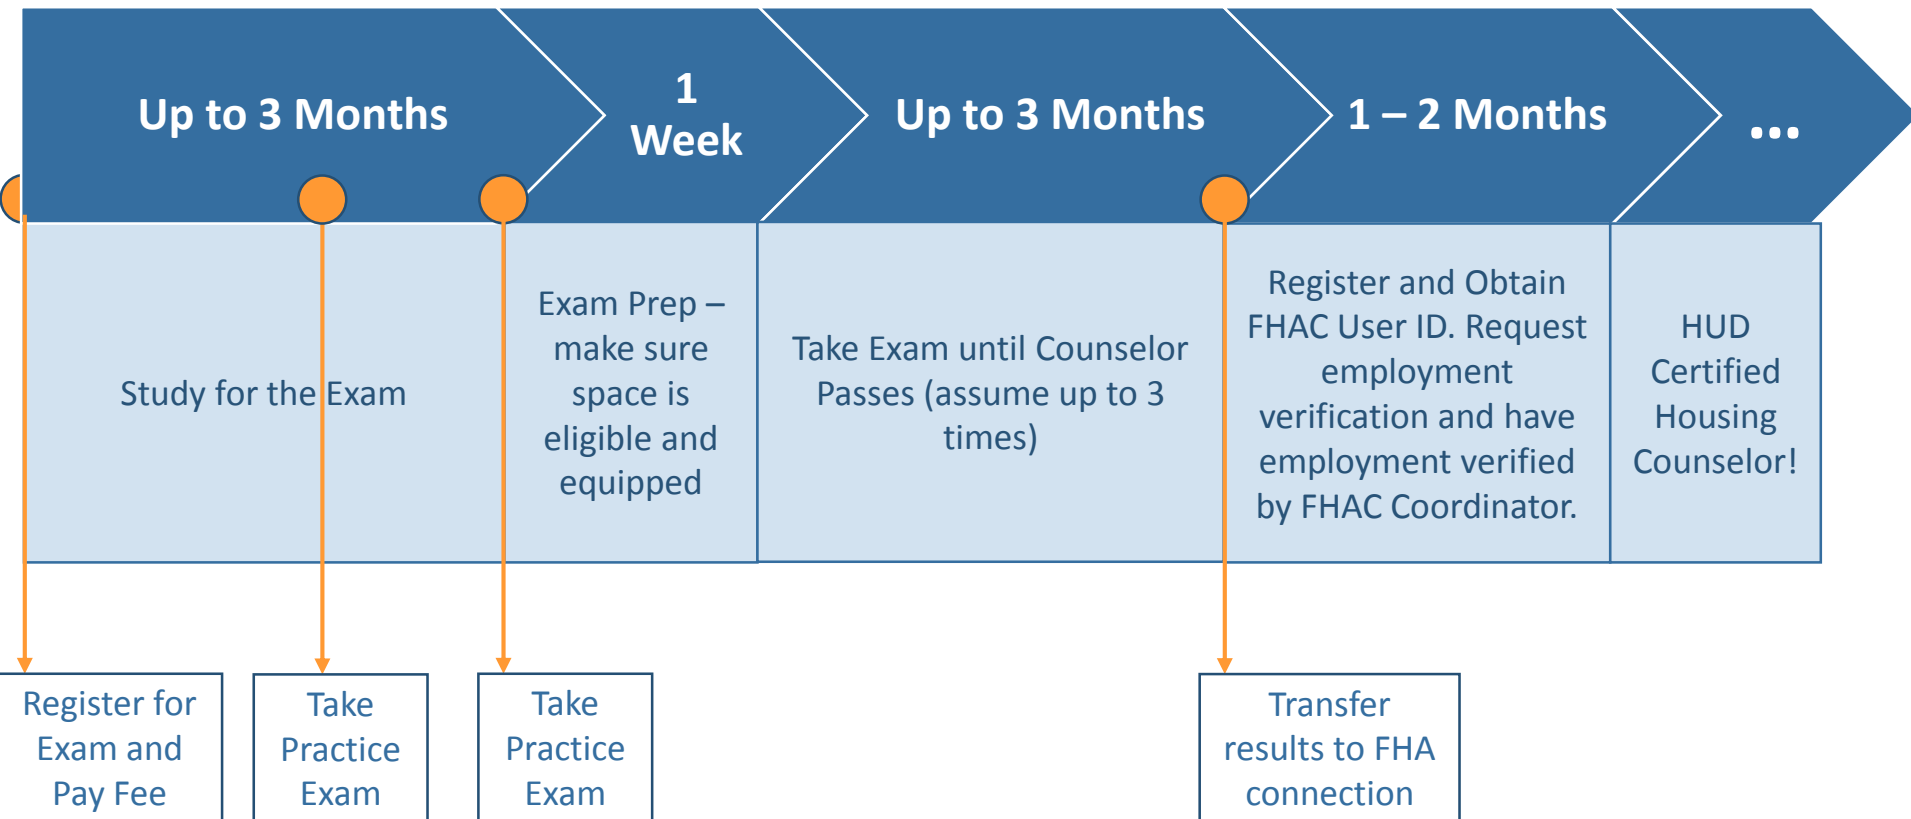 Up to 3 Months
1
Week
Up to 3 Months
1 – 2 Months
...
Study for the Exam
Exam Prep –
make sure
space is
eligible and
equipped
Take Exam until Counselor
Passes (assume up to 3
times)
Register and Obtain
FHAC User ID. Request
employment
verification and have
employment verified
by FHAC Coordinator.
HUD
Certified
Housing
Counselor!
Register for
Exam and
Pay Fee
Take
Practice
Exam
Take
Practice
Exam
Transfer
results to FHA
connection